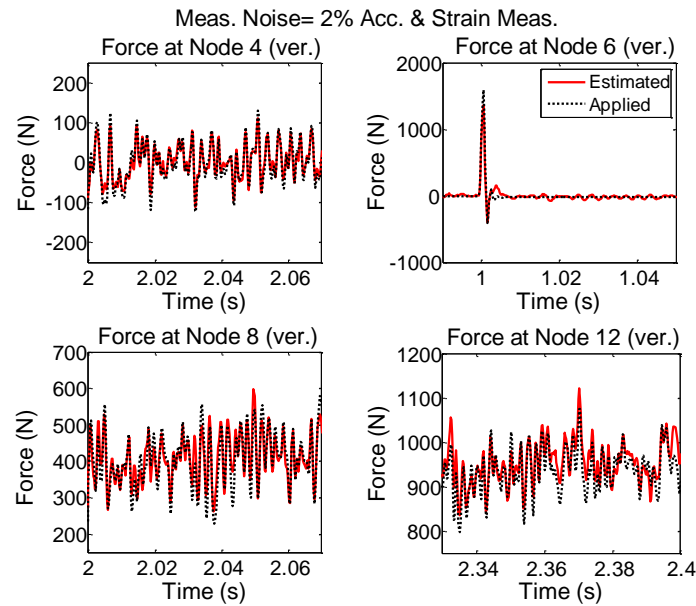 Meas. Noise= 2% Acc. & Strain Meas.
Force at Node 4 (ver.)
Force (N)
200
100
0
-100
-200
2
2.02
2.04
2.06
Time (s)
Force at Node 6 (ver.)
Estimated
Applied
Force (N)
2000
1000
0
-1000
1
1.02
1.04
Time (s)
Force at Node 8 (ver.)
Force (N)
700
600
500
400
300
200
2
2.02
2.04
2.06
Time (s)
Force at Node 12 (ver.)
Force (N)
1200
1100
1000
900
800
2.34
2.36
2.38
2.4
Time (s)